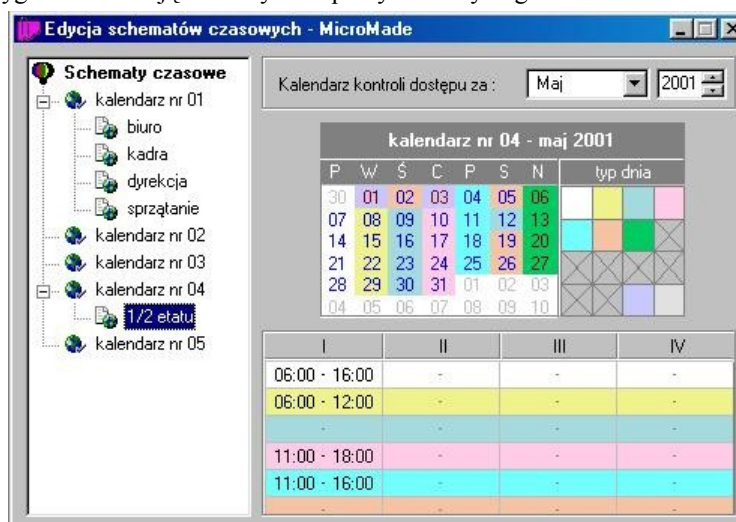 Edycja schematów czasowych - MicroMade
Schematy czasowe
kalendarz nr 01
biuro
kadra
dyrekcja
sprzątanie
kalendarz nr 02
kalendarz nr 03
kalendarz nr 04
1/2 etatu
kalendarz nr 05
Kalendarz kontroli dostępu za : Maj 2001
kalendarz nr 04 - maj 2001
P W Ś C P S N typ dnia
30 01 02 03 04 05 06
07 08 09 10 11 12 13
14 15 16 17 18 19 20
21 22 23 24 25 26 27
28 29 30 31 01 02 03
04 05 06 07 08 09 10
I II III IV
06:00 - 16:00 - - -
06:00 - 12:00 - - -
- - - -
11:00 - 18:00 - - -
11:00 - 16:00 - - -
- - - -